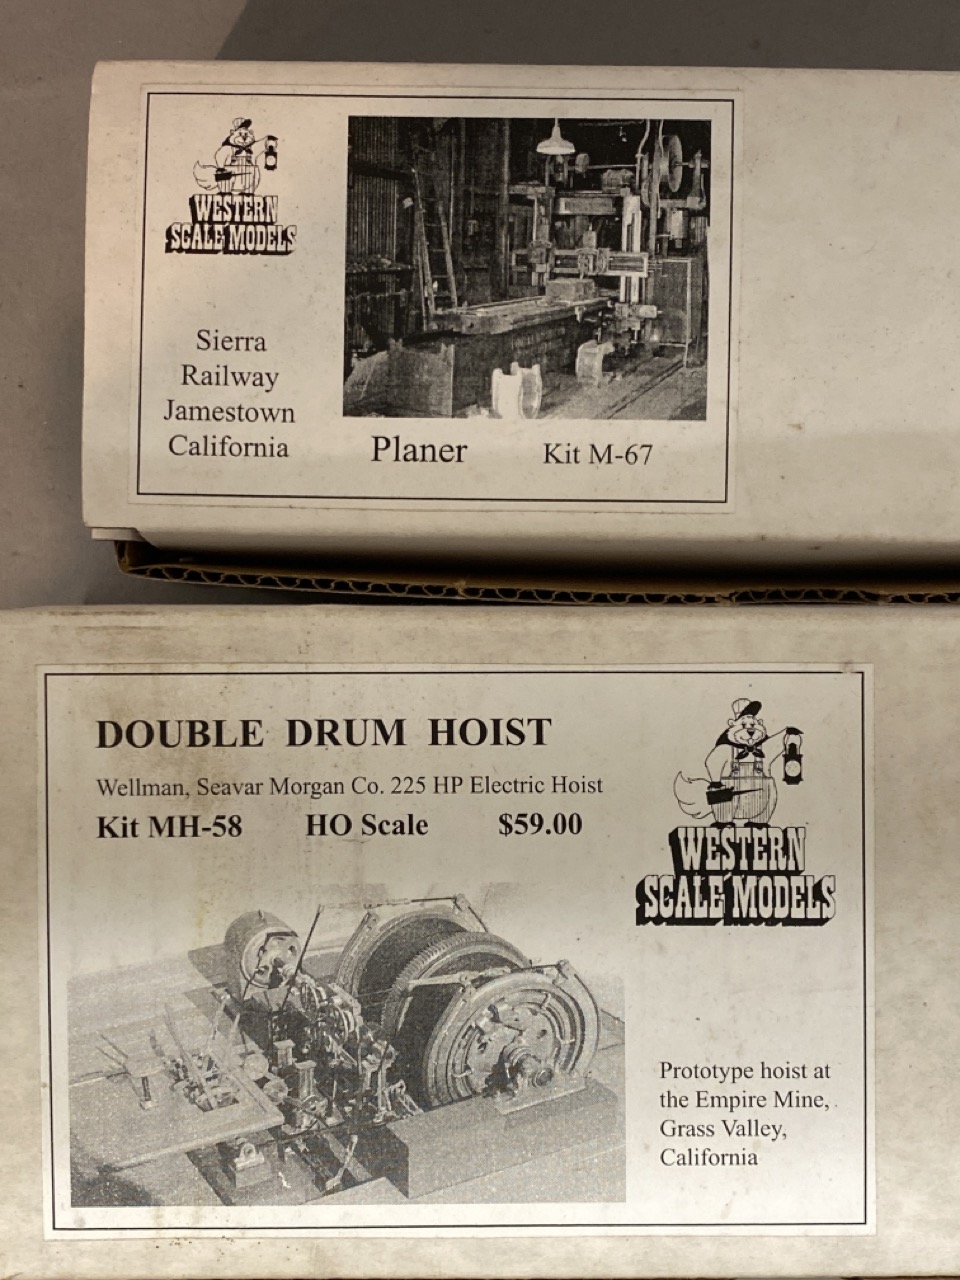 WESTERN
SCALE MODELS
Sierra
Railway
Jamestown
California
Planer Kit M-67
DOUBLE DRUM HOIST
Wellman, Seavar Morgan Co. 225 HP Electric Hoist
Kit MH-58 HO Scale $59.00
WESTERN
SCALE MODELS
Prototype hoist at
the Empire Mine,
Grass Valley,
California